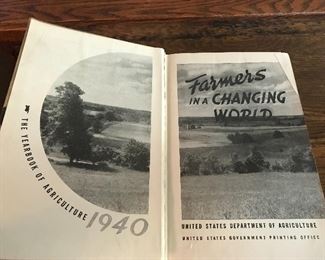 THE YEARBOOK OF AGRICULTURE 1940
Farmers
IN A CHANGING
WORLD
UNITED STATES DEPARTMENT OF AGRICULTURE
UNITED STATES GOVERNMENT PRINTING OFFICE